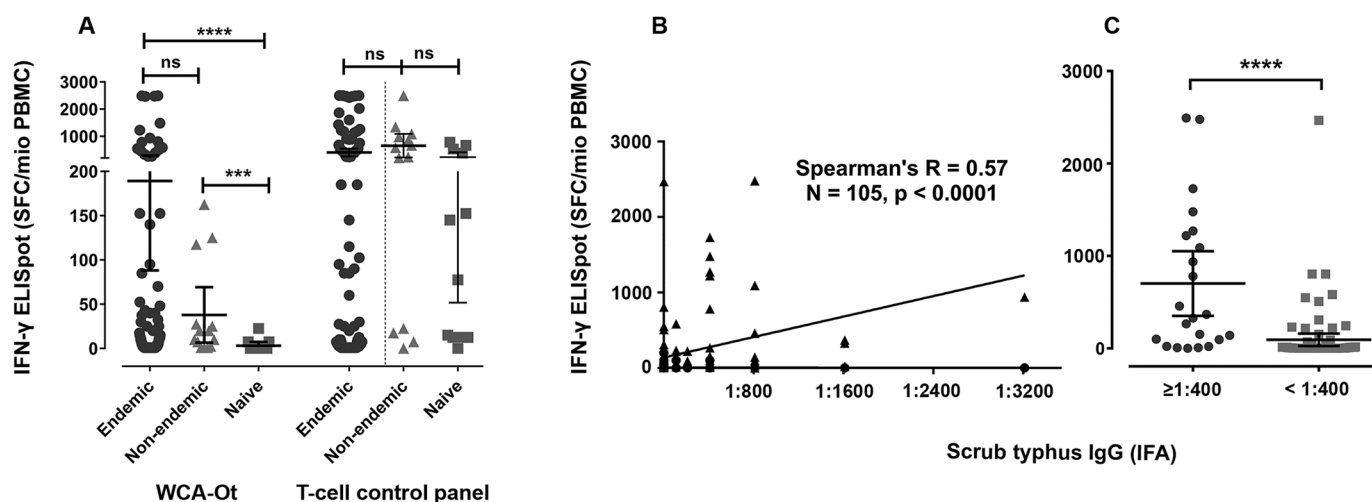 A
IFN-γ ELISpot (SFC/mio PBMC)
3000
2000
1000
200
150
100
50
0
****
ns
***
ns
ns
Endemic
Non-endemic
Naïve
Endemic
Non-endemic
Naïve
WCA-Ot
T-cell control panel
B
IFN-γ ELISpot (SFC/mio PBMC)
3000
2000
1000
0
Spearman's R = 0.57
N = 105, p < 0.0001
1:800
1:1600
1:2400
1:3200
C
3000
2000
1000
0
****
≥1:400
< 1:400
Scrub typhus IgG (IFA)